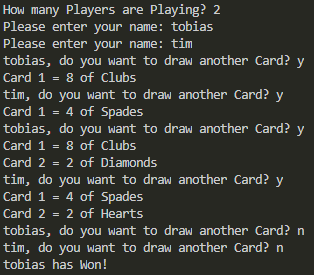 How many Players are Playing? 2
Please enter your name: tobias
Please enter your name: tim
tobias, do you want to draw another Card? y
Card 1 = 8 of Clubs
tim, do you want to draw another Card? y
Card 1 = 4 of Spades
tobias, do you want to draw another Card? y
Card 1 = 8 of Clubs
Card 2 = 2 of Diamonds
tim, do you want to draw another Card? y
Card 1 = 4 of Spades
Card 2 = 2 of Hearts
tobias, do you want to draw another Card? n
tim, do you want to draw another Card? n
tobias has Won!